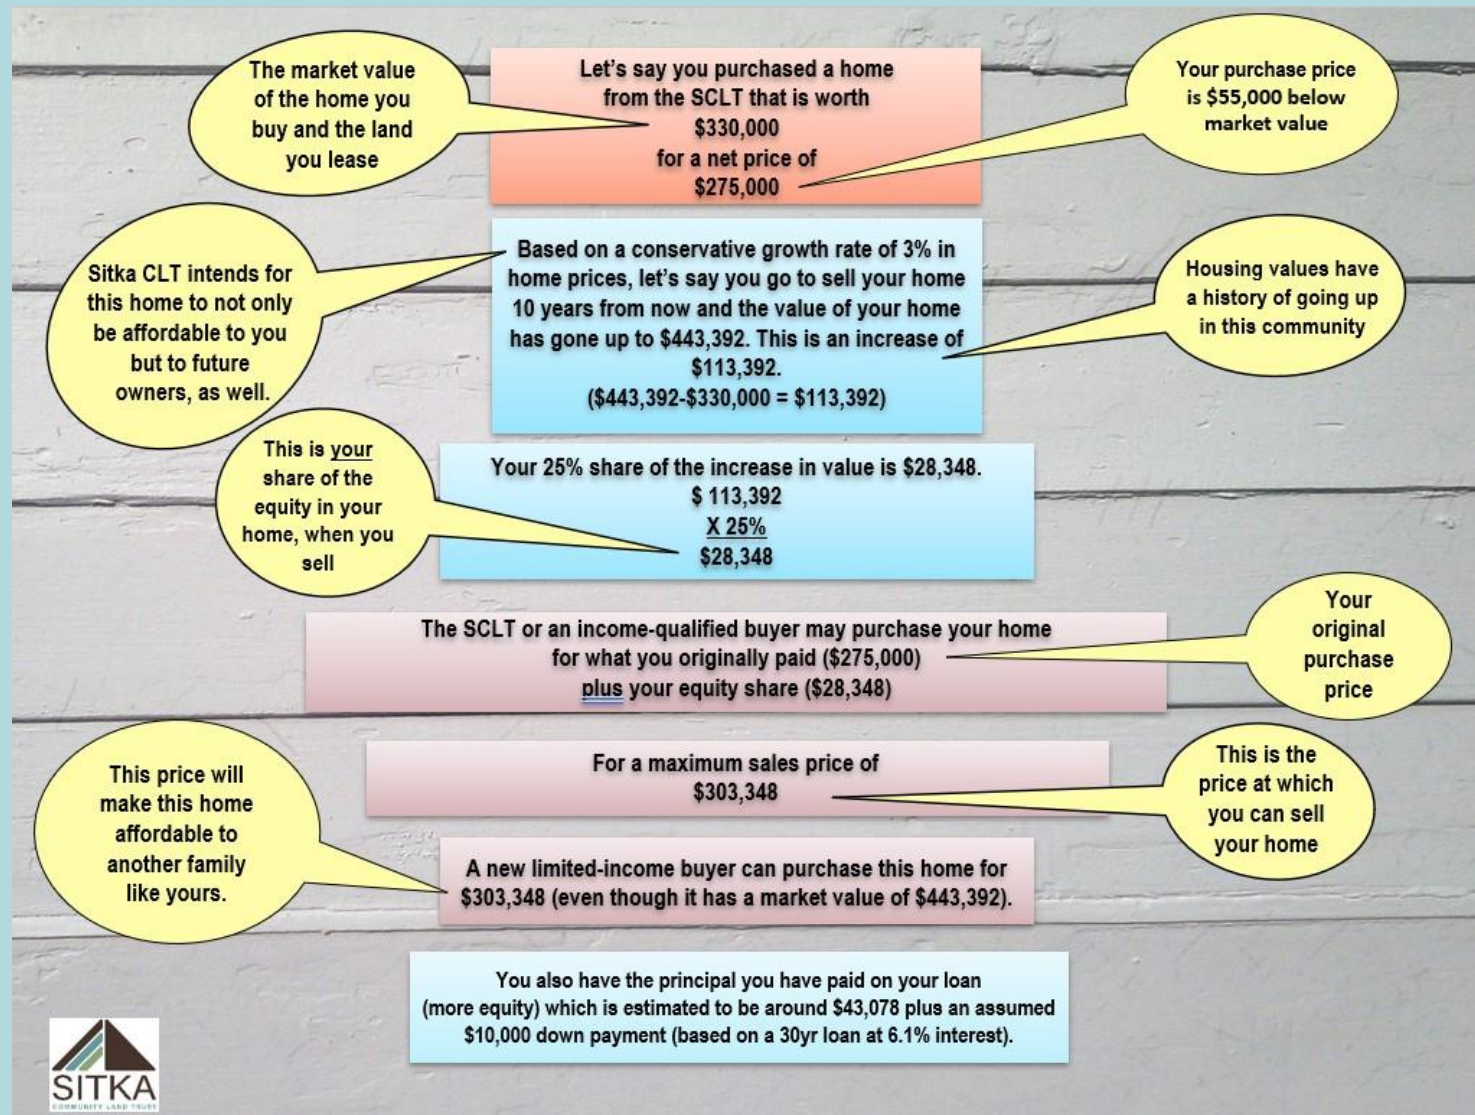 The market value
of the home you
buy and the land
you lease
Let's say you purchased a home
from the SCLT that is worth
$330,000
for a net price of
$275,000
Your purchase price
is $55,000 below
market value
Sitka CLT intends for
this home to not only
be affordable to you
but to future
owners, as well.
Based on a conservative growth rate of 3% in
home prices, let's say you go to sell your home
10 years from now and the value of your home
has gone up to $443,392. This is an increase of
$113,392.
($443,392-$330,000 = $113,392)
Housing values have
a history of going up
in this community
This is your
share of the
equity in your
home, when you
sell
Your 25% share of the increase in value is $28,348.
$ 113,392
X 25%
$28,348
The SCLT or an income-qualified buyer may purchase your home
for what you originally paid ($275,000)
plus your equity share ($28,348)
Your
original
purchase
price
For a maximum sales price of
$303,348
This is the
price at which
you can sell
your home
This price will
make this home
affordable to
another family
like yours.
A new limited-income buyer can purchase this home for
$303,348 (even though it has a market value of $443,392).
You also have the principal you have paid on your loan
(more equity) which is estimated to be around $43,078 plus an assumed
$10,000 down payment (based on a 30yr loan at 6.1% interest).
SITKA
COMMUNITY LAND TRUST